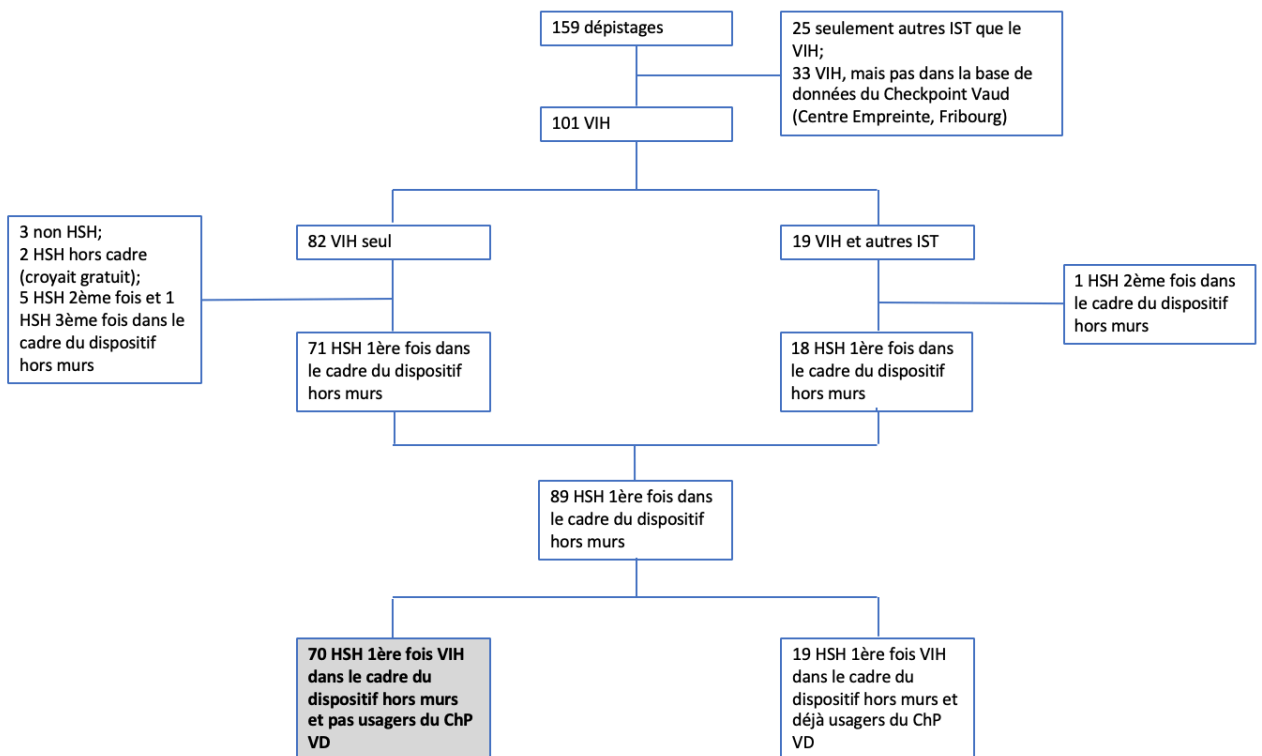 159 dépistages
25 seulement autres IST que le
VIH;
33 VIH, mais pas dans la base de
données du Checkpoint Vaud
(Centre Empreinte, Fribourg)
101 VIH
3 non HSH;
2 HSH hors cadre
(croyait gratuit);
5 HSH 2ème fois et 1
HSH 3ème fois dans le
cadre du dispositif
hors murs
82 VIH seul
19 VIH et autres IST
1 HSH 2ème fois dans
le cadre du dispositif
hors murs
71 HSH 1ère fois dans
le cadre du dispositif
hors murs
18 HSH 1ère fois dans
le cadre du dispositif
hors murs
89 HSH 1ère fois dans
le cadre du dispositif
hors murs
70 HSH 1ère fois VIH
dans le cadre du
dispositif hors murs
et pas usagers du ChP
VD
19 HSH 1ère fois VIH
dans le cadre du
dispositif hors murs et
déjà usagers du ChP
VD